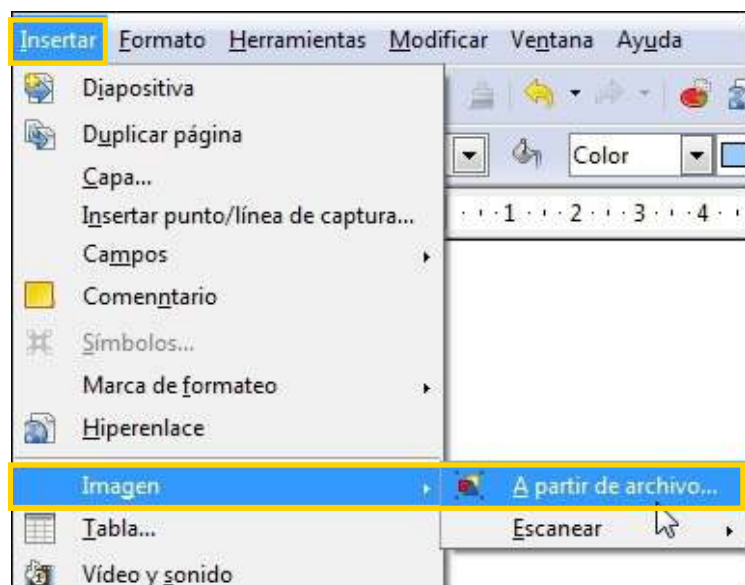 Insertar Formato Herramientas Modificar Ventana Ayuda
Diapositiva
Duplicar página
Capa...
Color
Insertar punto/línea de captura...
1 2 3 4
Campos
Comenntario
Símbolos...
Marca de formateo
Hiperenlace
Imagen
A partir de archivo...
Tabla...
Escanear
Vídeo y sonido